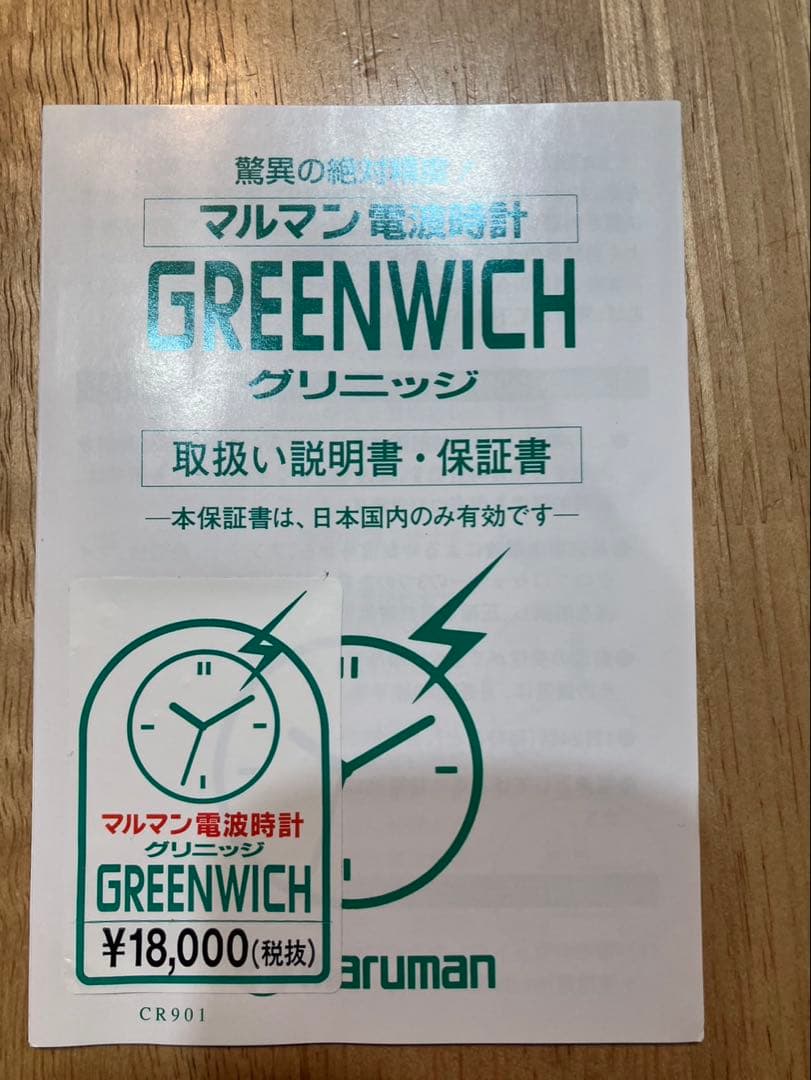 驚異の絶対精度！
マルマン電波時計
GREENWICH
グリニッジ
取扱い説明書・保証書
—本保証書は、日本国内のみ有効です—
マルマン電波時計
グリニッジ
GREENWICH
¥18,000(税抜)
aruman
CR901